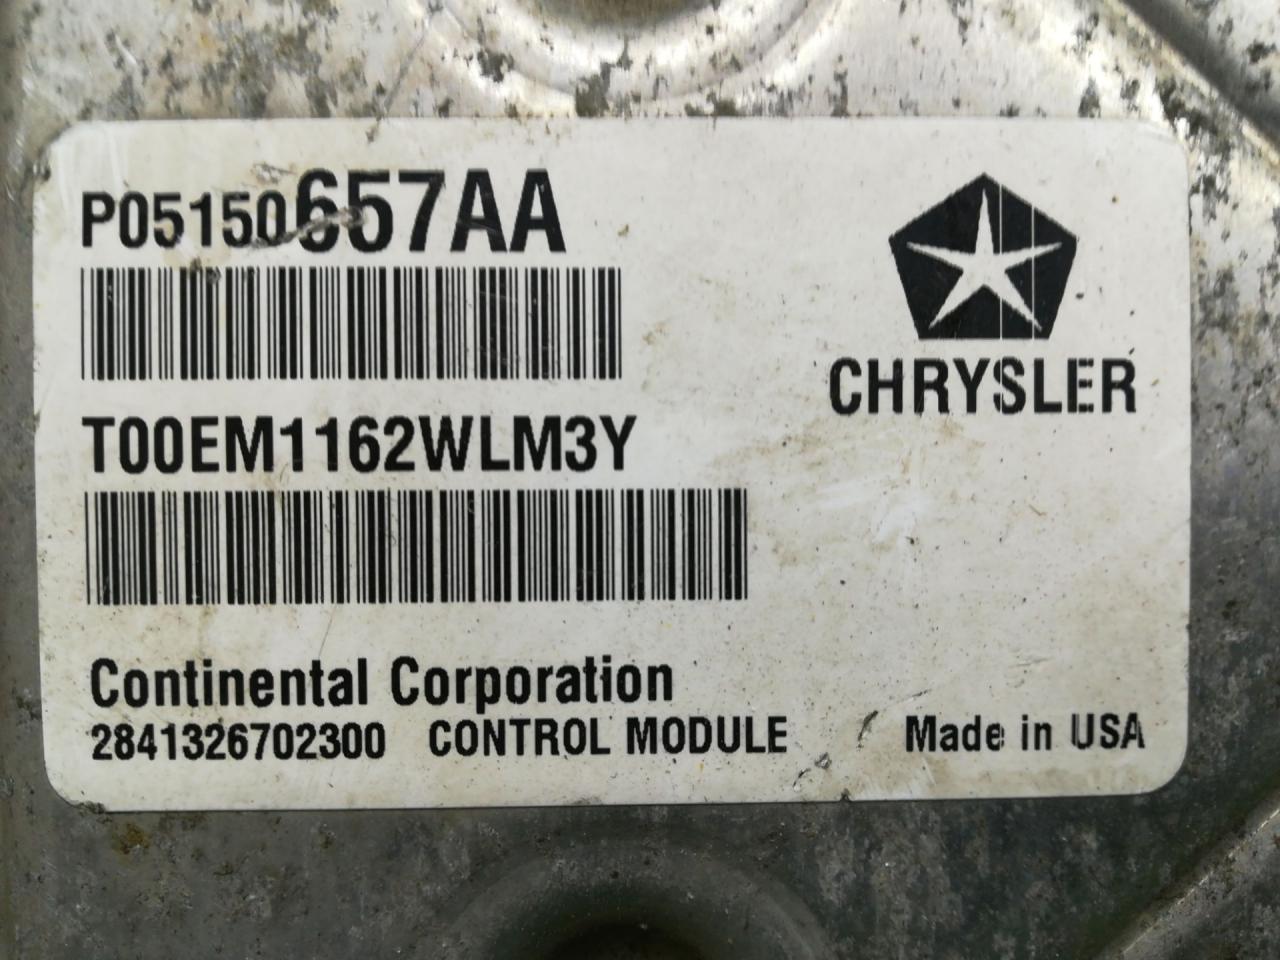 P05150657AA
CHRYSLER
T00EM1162WLM3Y
Continental Corporation
2841326702300 CONTROL MODULE Made in USA